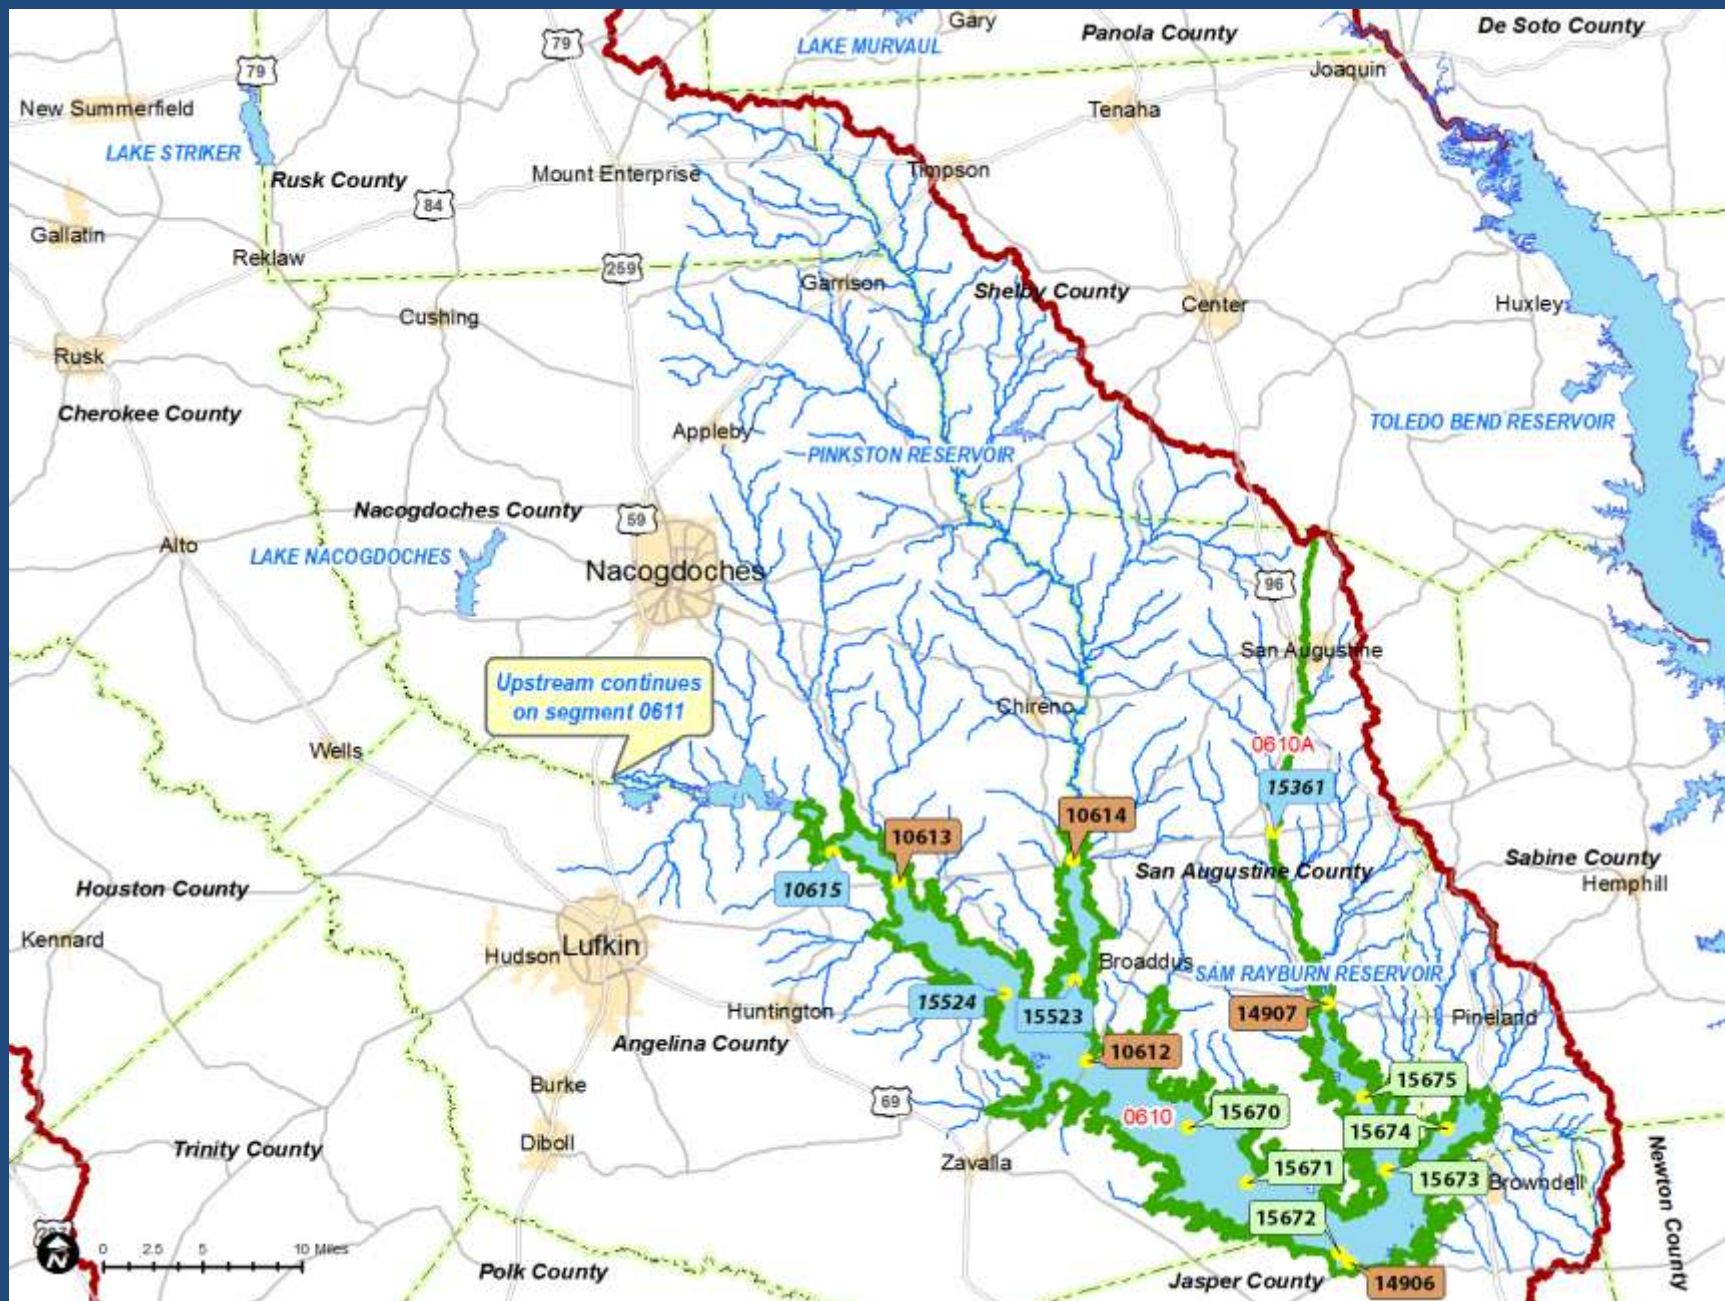 Gary
Panola County
De Soto County
79
LAKE MURVAUL
Joaquin
79
New Summerfield
Tenaha
LAKE STRIKER
Rusk County
Mount Enterprise
Timpson
84
Gallatin
Reklaw
259
Garrison
Shelby County
Center
Huxley
Cushing
Rusk
Cherokee County
Appleby
TOLEDO BEND RESERVOIR
PINKSTON RESERVOIR
Nacogdoches County
59
Alto
LAKE NACOGDOCHES
Nacogdoches
96
San Augustine
Upstream continues
on segment 0611
Chireno
Wells
0610A
15361
10614
10613
San Augustine County
Sabine County
Hemphill
10615
Houston County
Kennard
Lufkin
Hudson
Broaddus
SAM RAYBURN RESERVOIR
15524
15523
14907
Huntington
Pineland
Angelina County
10612
Burke
15675
69
0610
15670
15674
Trinity County
Diboll
Zavalla
15671
15673
Browndell
Newton County
15672
N
0 2.5 5 10 Miles
Polk County
Jasper County
14906